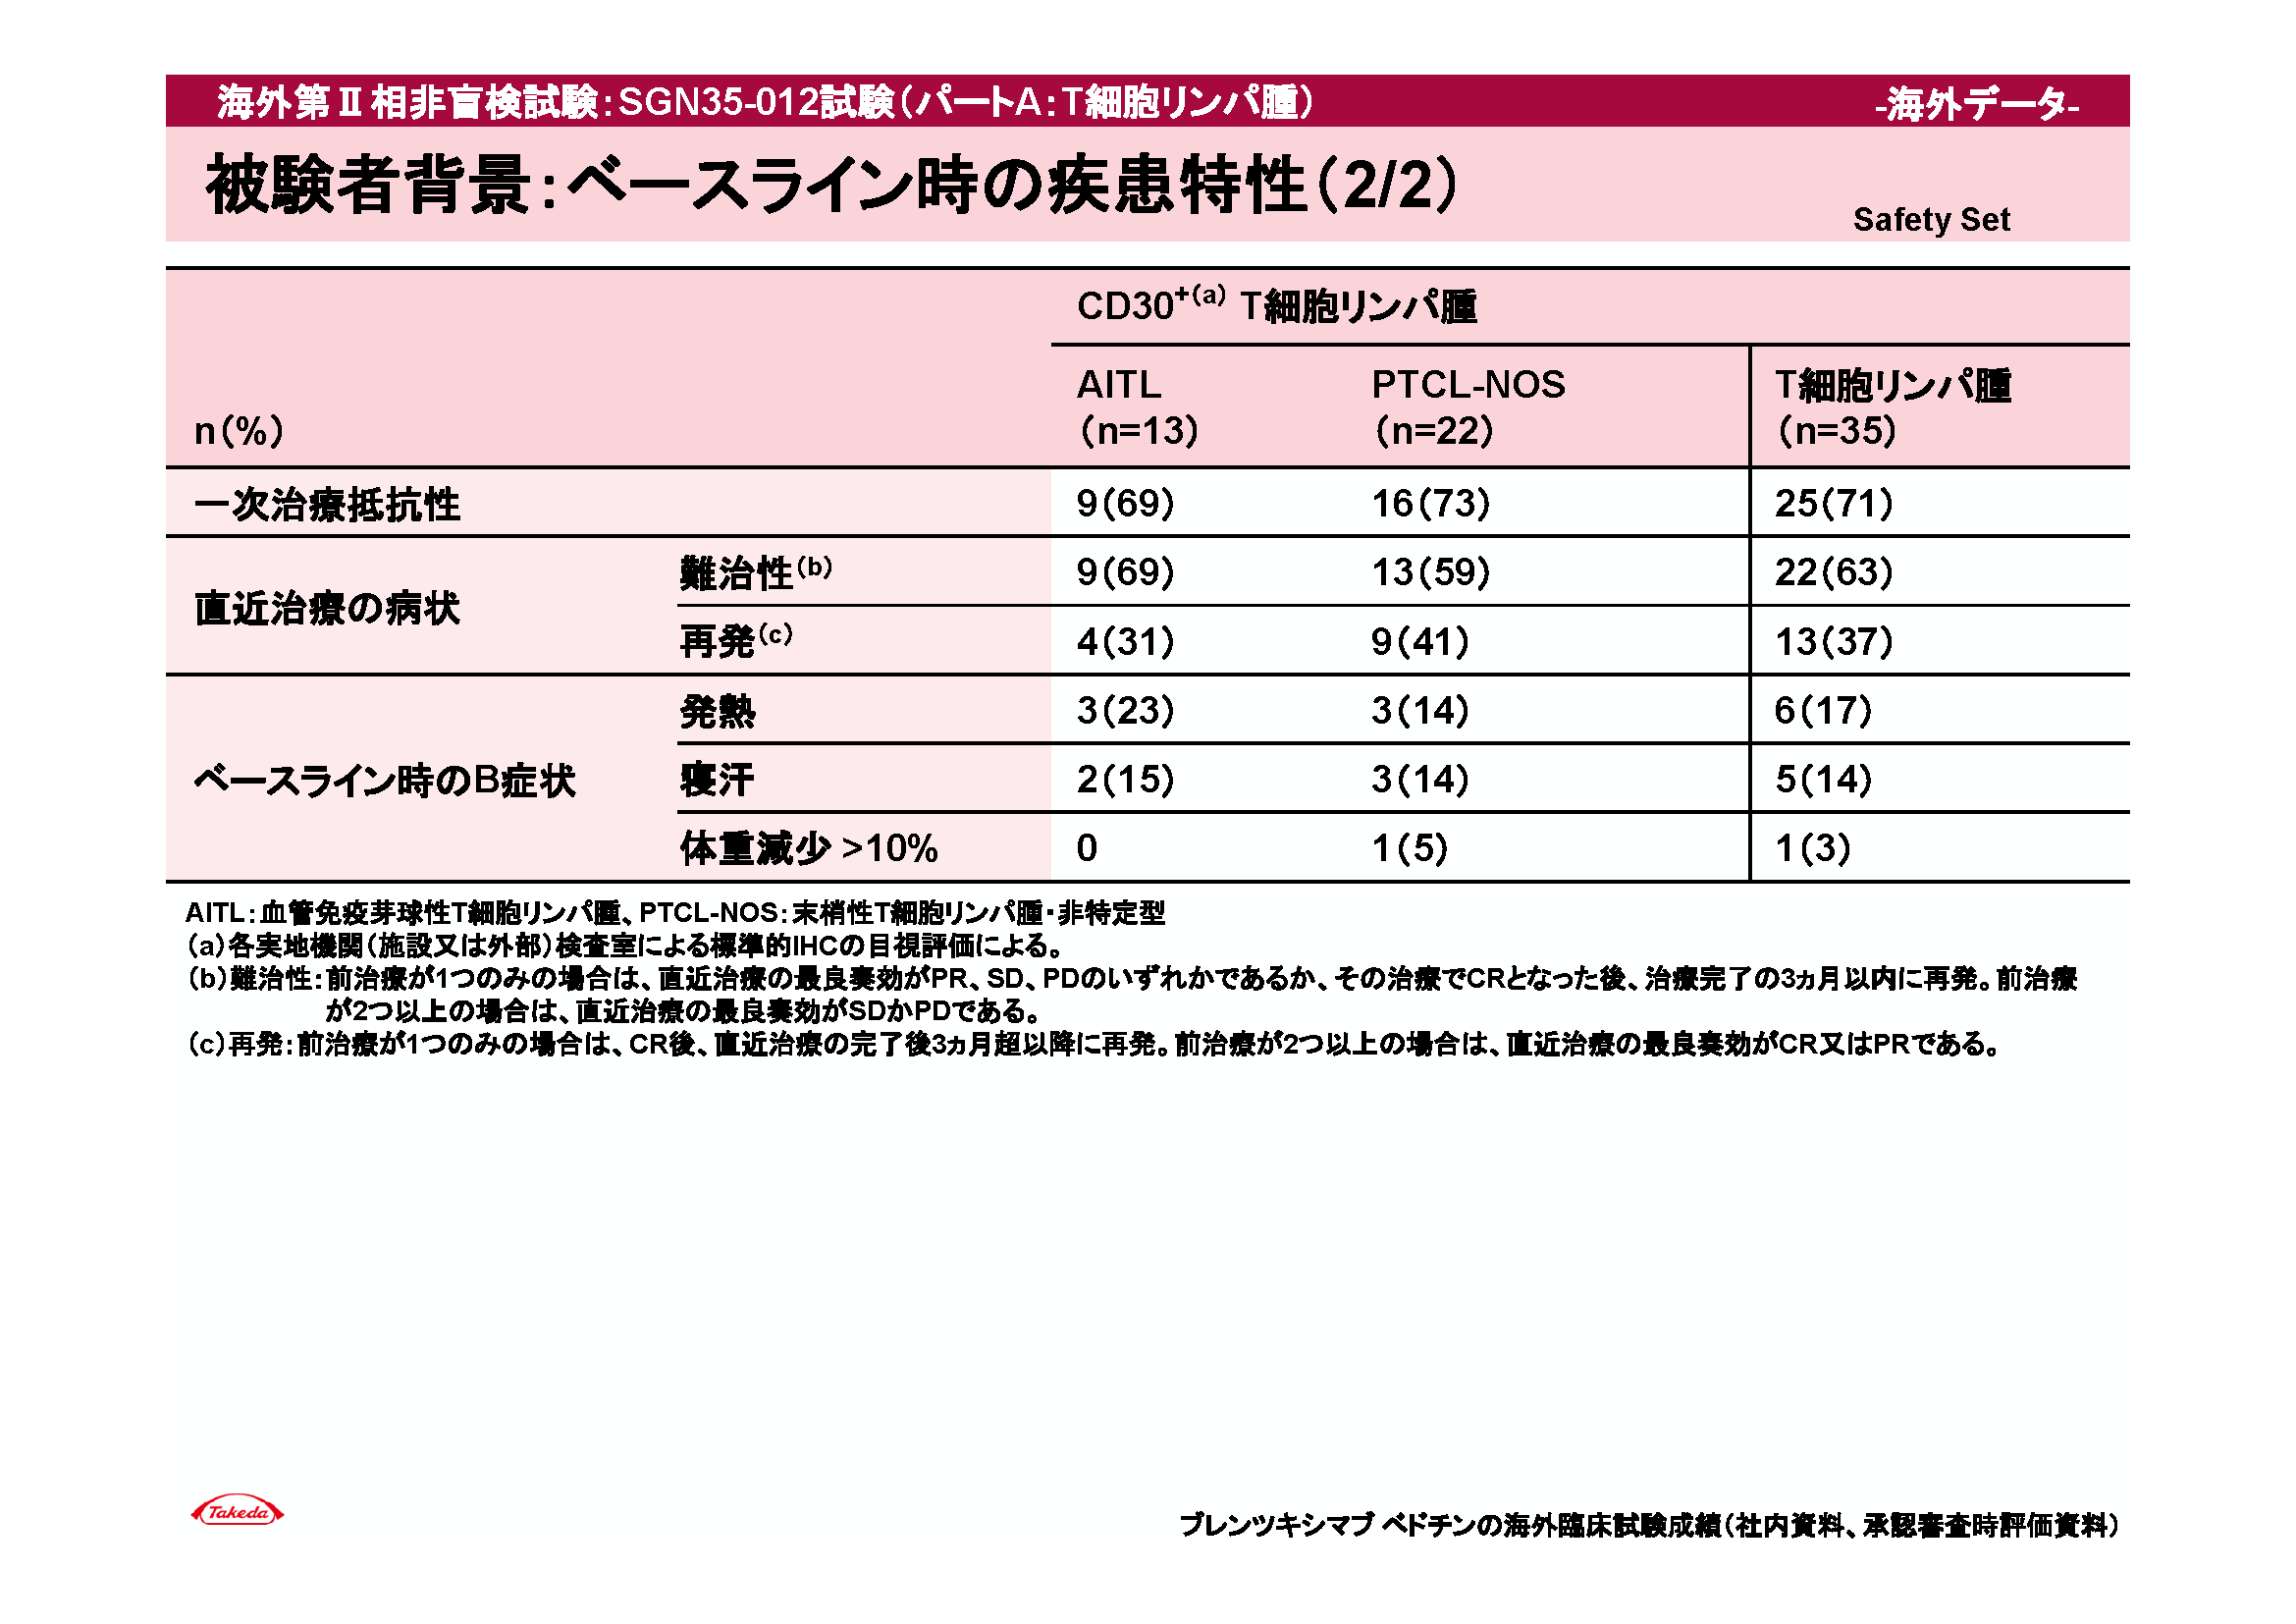 海外第Ⅱ相非盲検試験：SGN35-012試験（パートA：T細胞リンパ腫） -海外データ-
被験者背景：ベースライン時の疾患特性（2/2）
Safety Set
CD30+（a） T細胞リンパ腫
AITL PTCL-NOS T細胞リンパ腫
n（%） （n=13） （n=22） （n=35）
一次治療抵抗性 9（69） 16（73） 25（71）
直近治療の病状 難治性（b） 9（69） 13（59） 22（63）
再発（c） 4（31） 9（41） 13（37）
発熱 3（23） 3（14） 6（17）
ベースライン時のB症状 寝汗 2（15） 3（14） 5（14）
体重減少 >10% 0 1（5） 1（3）
AITL：血管免疫芽球性T細胞リンパ腫、PTCL-NOS：末梢性T細胞リンパ腫・非特定型
（a）各実地機関（施設又は外部）検査室による標準的IHCの目視評価による。
（b）難治性：前治療が1つのみの場合は、直近治療の最良奏効がPR、SD、PDのいずれかであるか、その治療でCRとなった後、治療完了の3ヵ月以内に再発。前治療
が2つ以上の場合は、直近治療の最良奏効がSDかPDである。
（c）再発：前治療が1つのみの場合は、CR後、直近治療の完了後3ヵ月超以降に再発。前治療が2つ以上の場合は、直近治療の最良奏効がCR又はPRである。
Takeda
ブレンツキシマブ ベドチンの海外臨床試験成績（社内資料、承認審査時評価資料）